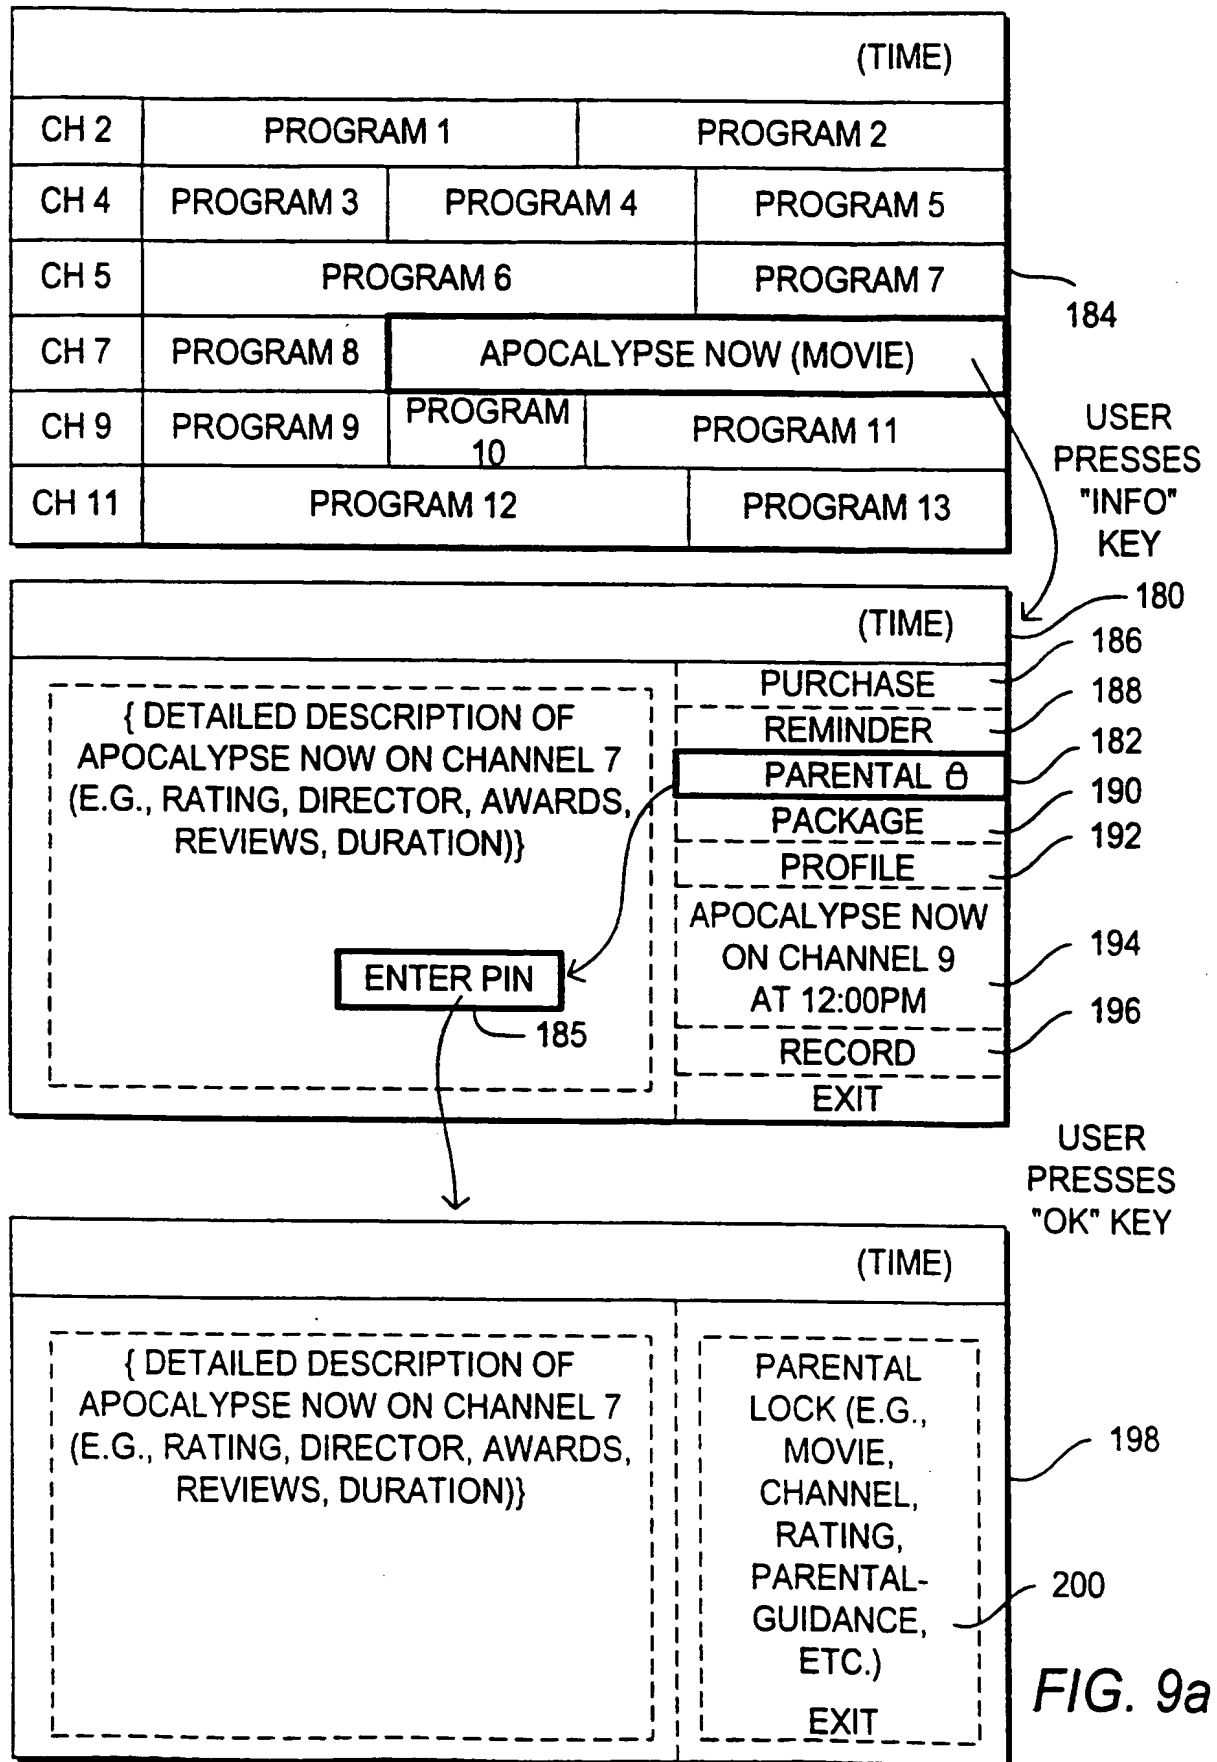 (TIME)
CH 2 PROGRAM 1 PROGRAM 2
CH 4 PROGRAM 3 PROGRAM 4 PROGRAM 5
CH 5 PROGRAM 6 PROGRAM 7
184
CH 7 PROGRAM 8 APOCALYPSE NOW (MOVIE)
CH 9 PROGRAM 9 PROGRAM
10 PROGRAM 11
CH 11 PROGRAM 12 PROGRAM 13
USER
PRESSES
"INFO"
KEY
180
(TIME)
{ DETAILED DESCRIPTION OF
APOCALYPSE NOW ON CHANNEL 7
(E.G., RATING, DIRECTOR, AWARDS,
REVIEWS, DURATION)}
ENTER PIN
185
PURCHASE 186
REMINDER 188
PARENTAL 182
PACKAGE 190
PROFILE 192
APOCALYPSE NOW
ON CHANNEL 9 194
AT 12:00PM
RECORD 196
EXIT
USER
PRESSES
"OK" KEY
(TIME)
{ DETAILED DESCRIPTION OF
APOCALYPSE NOW ON CHANNEL 7
(E.G., RATING, DIRECTOR, AWARDS,
REVIEWS, DURATION)}
PARENTAL
LOCK (E.G.,
MOVIE,
CHANNEL,
RATING,
PARENTAL-
GUIDANCE,
ETC.)
EXIT
198
200
FIG. 9a